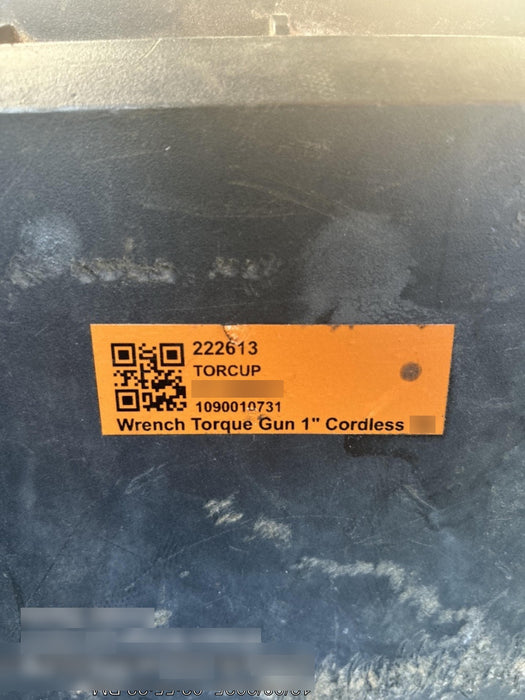 222613
TORCUP
1090010731
Wrench Torque Gun 1" Cordless